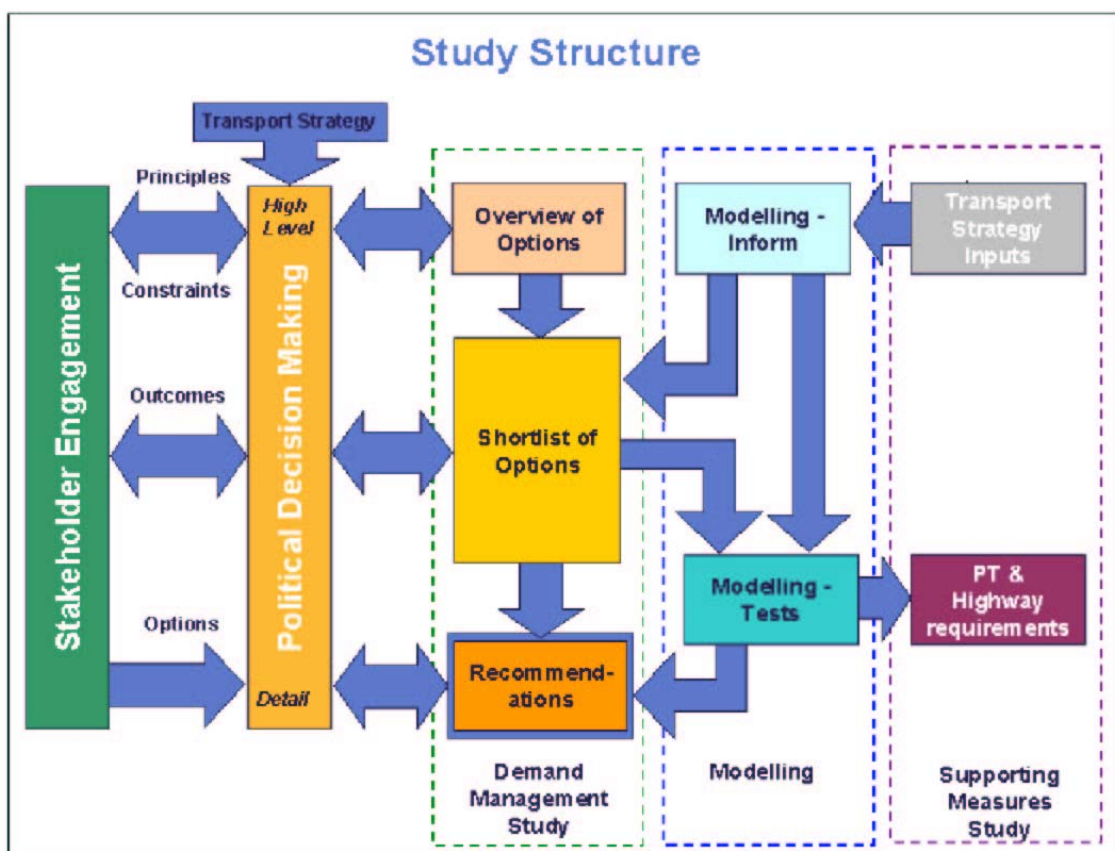 Study Structure
Transport Strategy
Stakeholder Engagement
Principles
Constraints
Outcomes
Options
Political Decision Making
High
Level
Detail
Overview of
Options
Shortlist of
Options
Recommend-
ations
Demand
Management
Study
Modelling -
Inform
Modelling -
Tests
Modelling
Transport
Strategy
Inputs
PT &
Highway
requirements
Supporting
Measures
Study